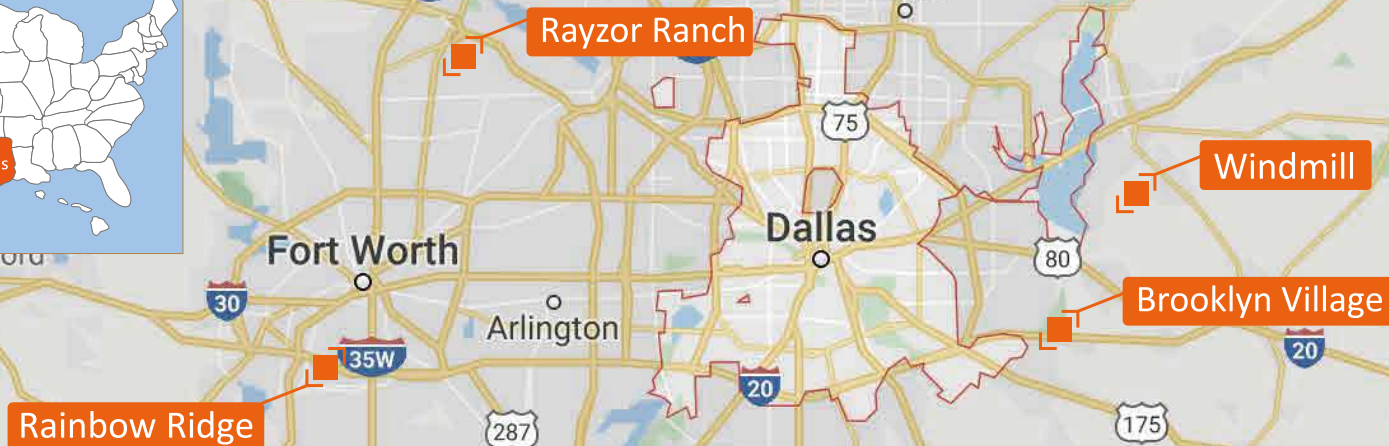 Rayzor Ranch
75
Windmill
Dallas
Fort Worth
80
30
Arlington
Brooklyn Village
35W
20
20
Rainbow Ridge
287
175